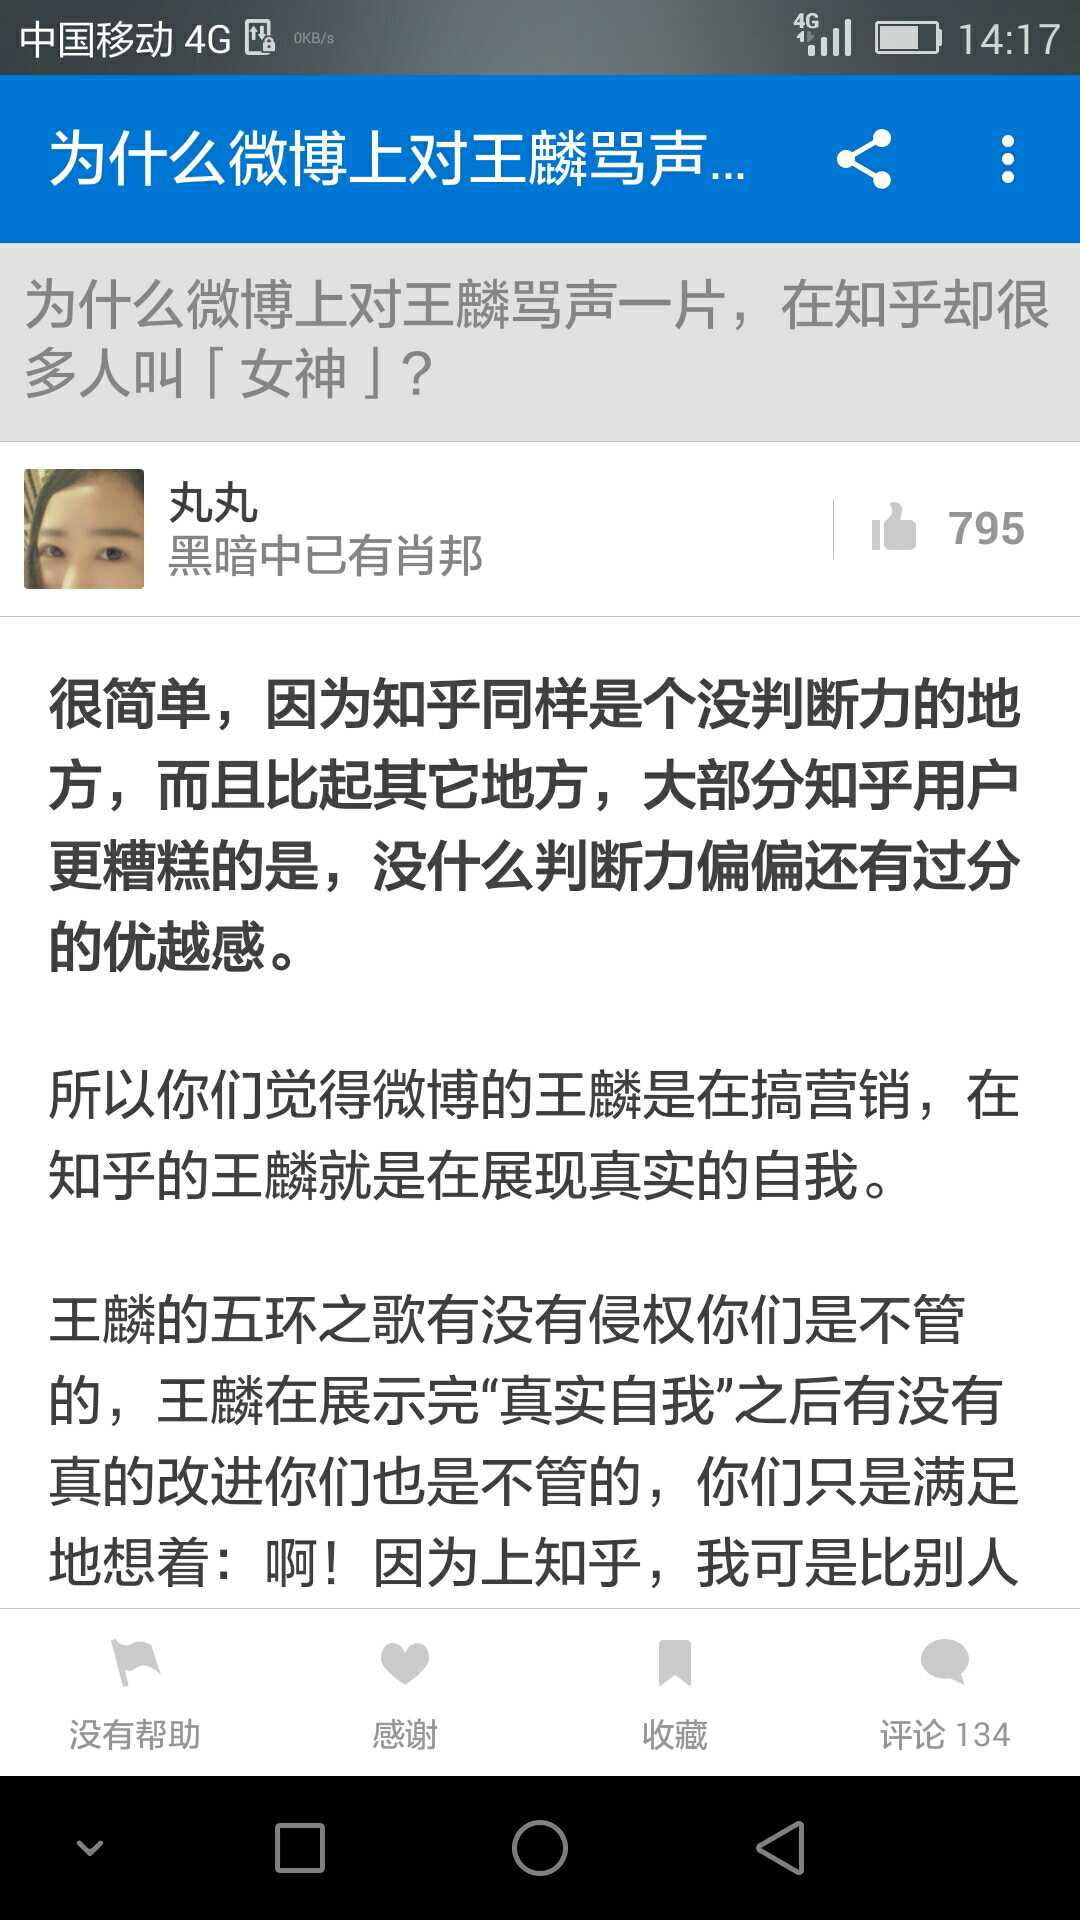 中国移动 4G 0KB/s 4G 14:17
为什么微博上对王麟骂声...
为什么微博上对王麟骂声一片，在知乎却很
多人叫「女神」？
丸丸
黑暗中已有肖邦
795
很简单，因为知乎同样是个没判断力的地
方，而且比起其它地方，大部分知乎用户
更糟糕的是，没什么判断力偏偏还有过分
的优越感。
所以你们觉得微博的王麟是在搞营销，在
知乎的王麟就是在展现真实的自我。
王麟的五环之歌有没有侵权你们是不管
的，王麟在展示完“真实自我”之后有没有
真的改进你们也是不管的，你们只是满足
地想着：啊！因为上知乎，我可是比别人
没有帮助 感谢 收藏 评论 134